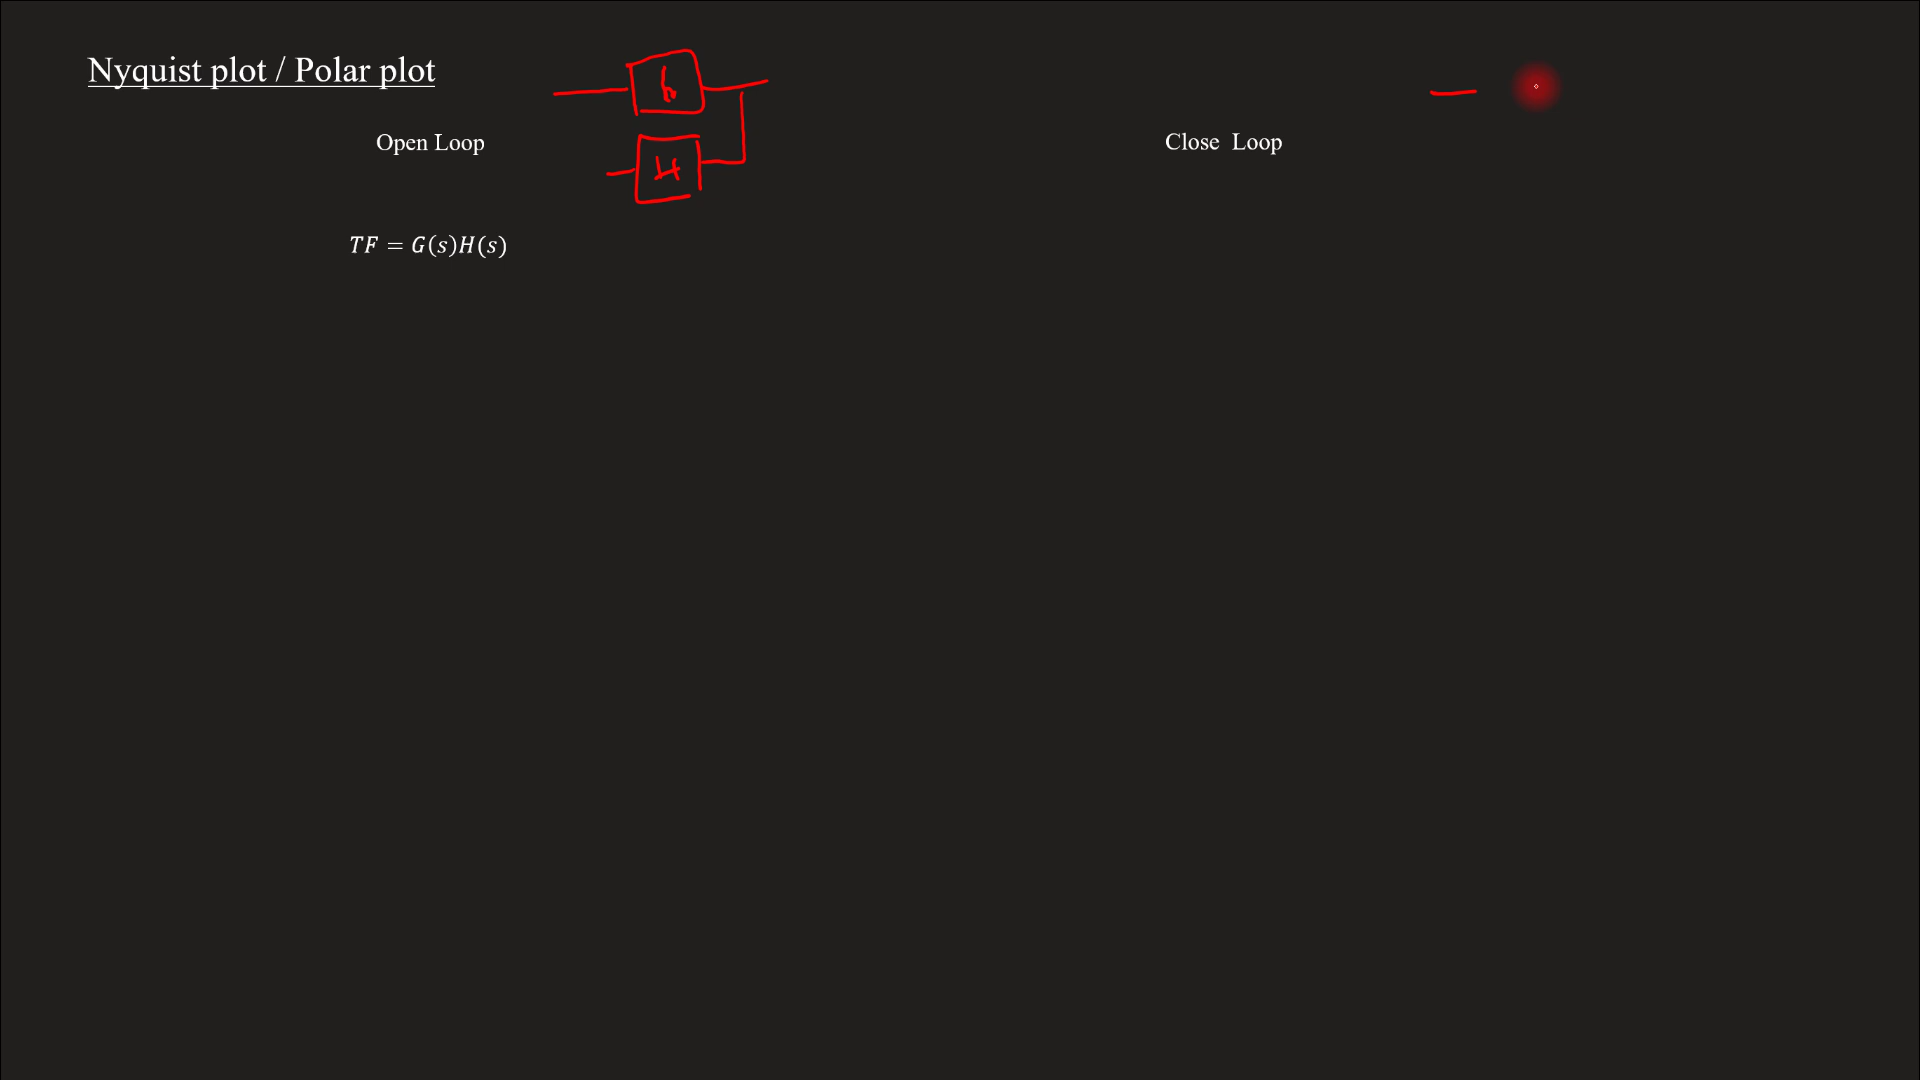 Nyquist plot / Polar plot
G
H
Open Loop
Close Loop
TF = G(s)H(s)